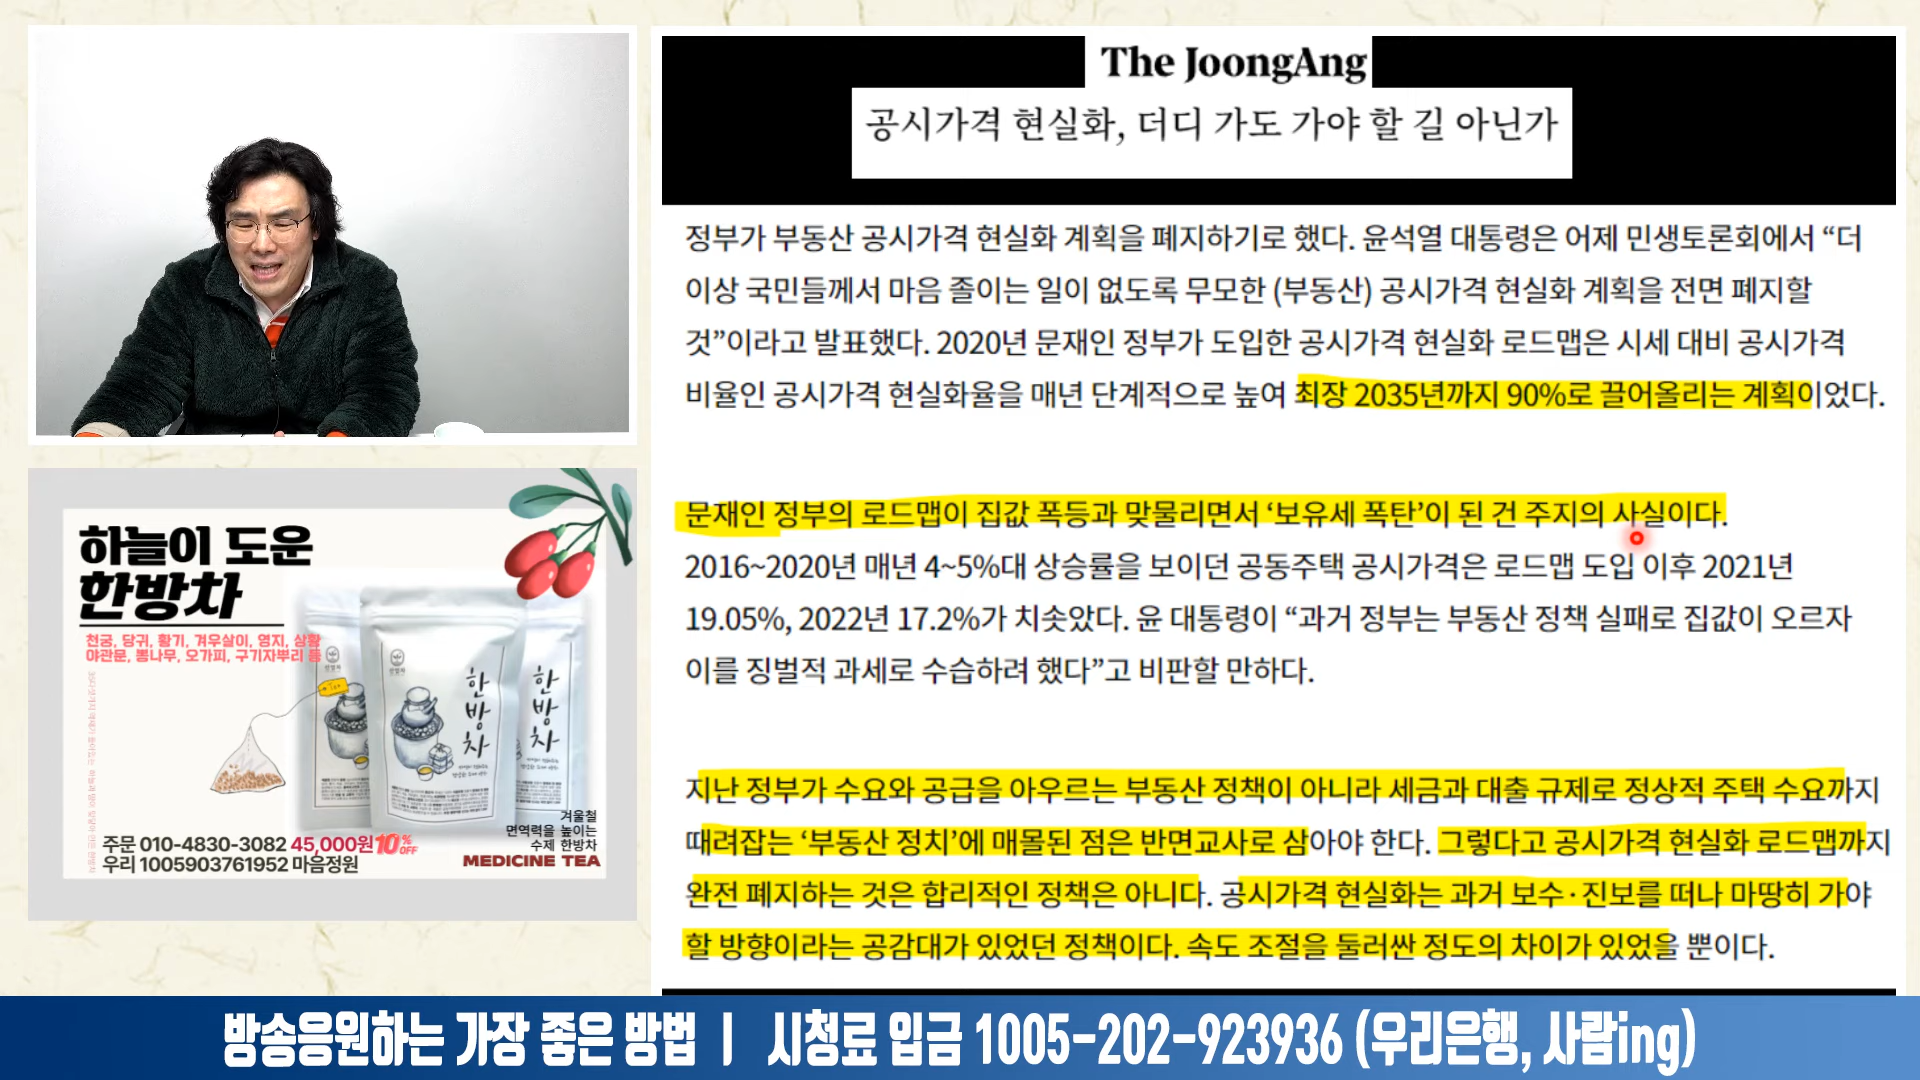 The JoongAng
공시가격 현실화, 더디 가도 가야 할 길 아닌가
정부가 부동산 공시가격 현실화 계획을 폐지하기로 했다. 윤석열 대통령은 어제 민생토론회에서 “더
이상 국민들께서 마음 졸이는 일이 없도록 무모한 (부동산) 공시가격 현실화 계획을 전면 폐지할
것”이라고 발표했다. 2020년 문재인 정부가 도입한 공시가격 현실화 로드맵은 시세 대비 공시가격
비율인 공시가격 현실화율을 매년 단계적으로 높여 최장 2035년까지 90%로 끌어올리는 계획이었다.
문재인 정부의 로드맵이 집값 폭등과 맞물리면서 ‘보유세 폭탄’이 된 건 주지의 사실이다.
2016~2020년 매년 4~5%대 상승률을 보이던 공동주택 공시가격은 로드맵 도입 이후 2021년
19.05%, 2022년 17.2%가 치솟았다. 윤 대통령이 “과거 정부는 부동산 정책 실패로 집값이 오르자
이를 징벌적 과세로 수습하려 했다”고 비판할 만하다.
지난 정부가 수요와 공급을 아우르는 부동산 정책이 아니라 세금과 대출 규제로 정상적 주택 수요까지
때려잡는 ‘부동산 정치’에 매몰된 점은 반면교사로 삼아야 한다. 그렇다고 공시가격 현실화 로드맵까지
완전 폐지하는 것은 합리적인 정책은 아니다. 공시가격 현실화는 과거 보수·진보를 떠나 마땅히 가야
할 방향이라는 공감대가 있었던 정책이다. 속도 조절을 둘러싼 정도의 차이가 있었을 뿐이다.
하늘이 도운
한방차
천궁, 당귀, 황기, 겨우살이, 영지, 상황
야관문, 뽕나무, 오가피, 구기자뿌리 등
한방차
한방차
겨울철
면역력을 높이는
수제 한방차
MEDICINE TEA
주문 010-4830-3082 45,000원 10% OFF
우리 1005903761952 마음정원
방송응원하는 가장 좋은 방법 ㅣ 시청료 입금 1005-202-923936 (우리은행, 사람ing)